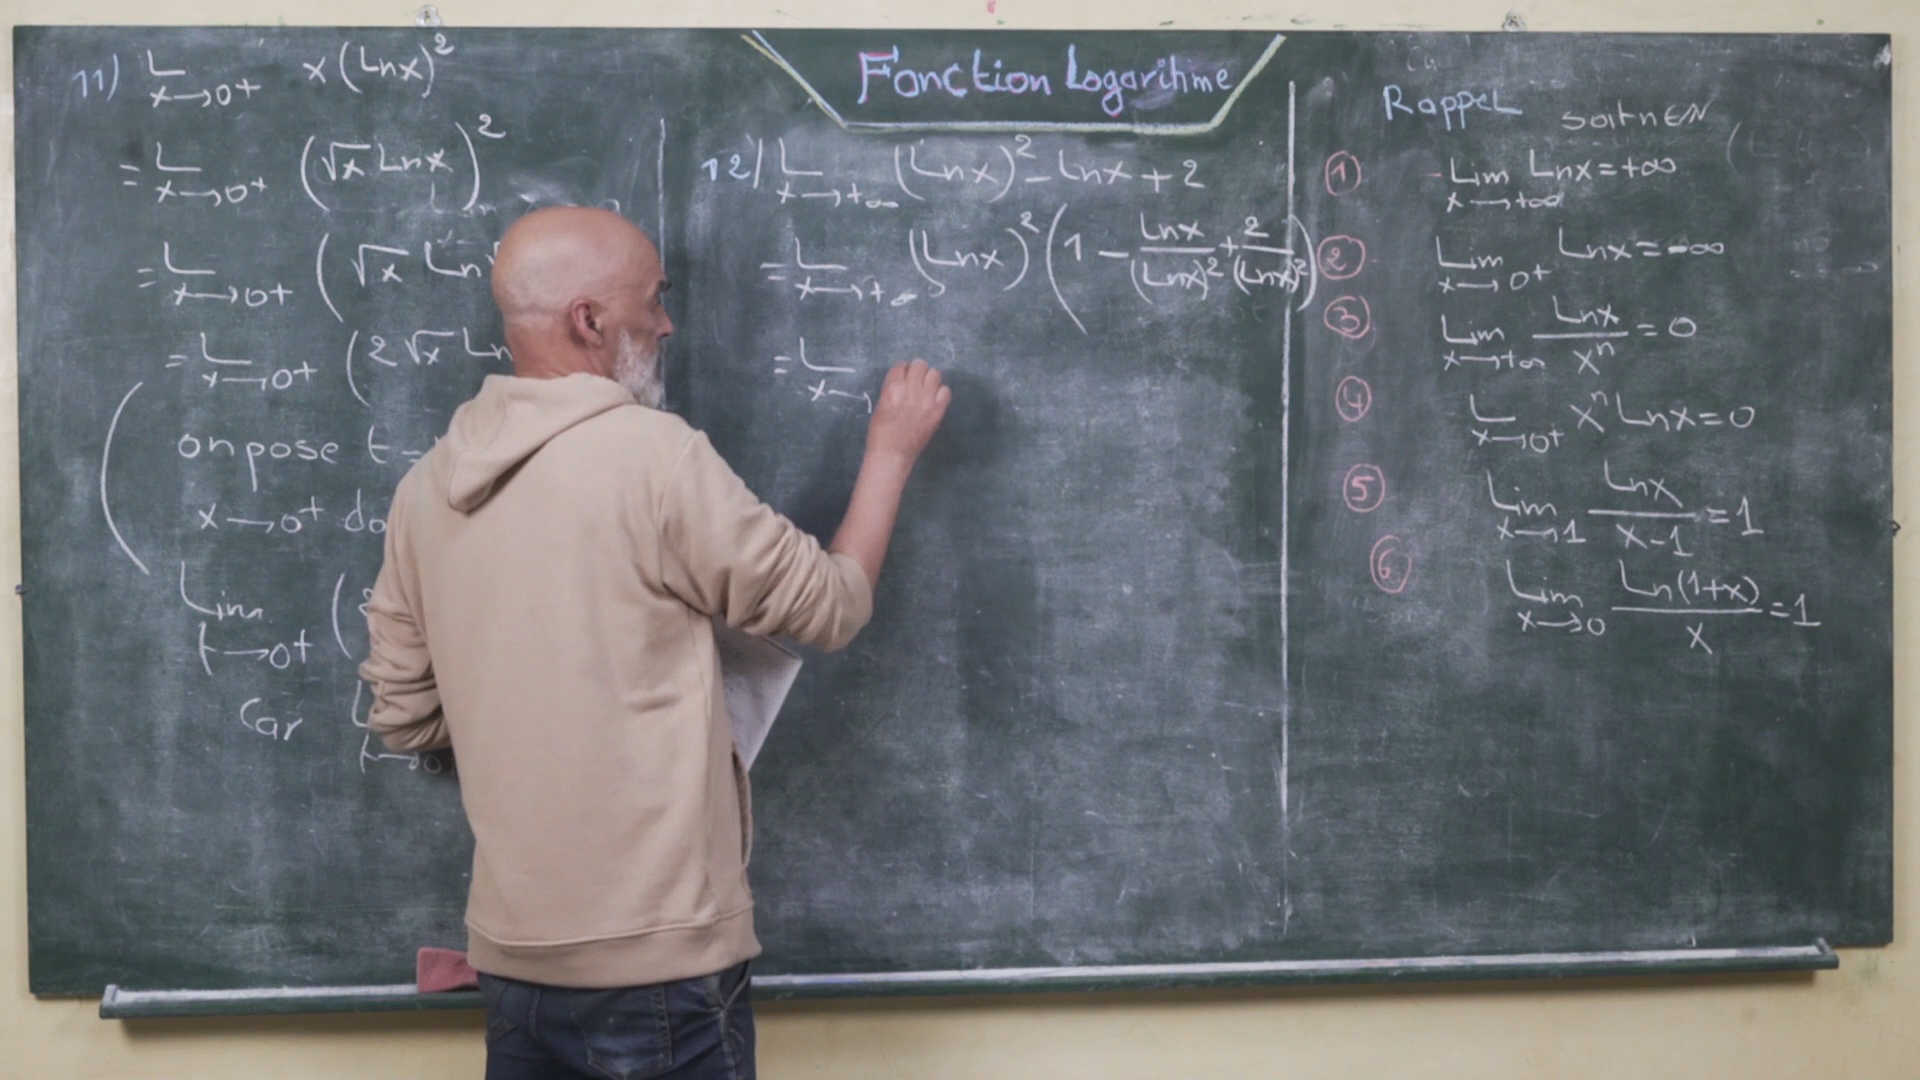 Fonction Logarithme
11) L x→0+ x(Lnx)²
= L x→0+ (√x Lnx)²
= L x→0+ (√x Ln
= L x→0+ (2√x Ln
(on pose t=
x→0+ do
Lim t→0+ (2
Car L t→0
12) L x→+∞ (Lnx)² - Lnx + 2
= L x→+∞ (Lnx)² (1 - Lnx/(Lnx)² + 2/(Lnx)²)
= L x→
Rappel soit n∈N
① Lim x→+∞ Lnx = +∞
② Lim x→0+ Lnx = -∞
③ Lim x→+∞ Lnx/xⁿ = 0
④ L x→0+ xⁿ Lnx = 0
⑤ Lim x→1 Lnx/(x-1) = 1
⑥ Lim x→0 Ln(1+x)/x = 1